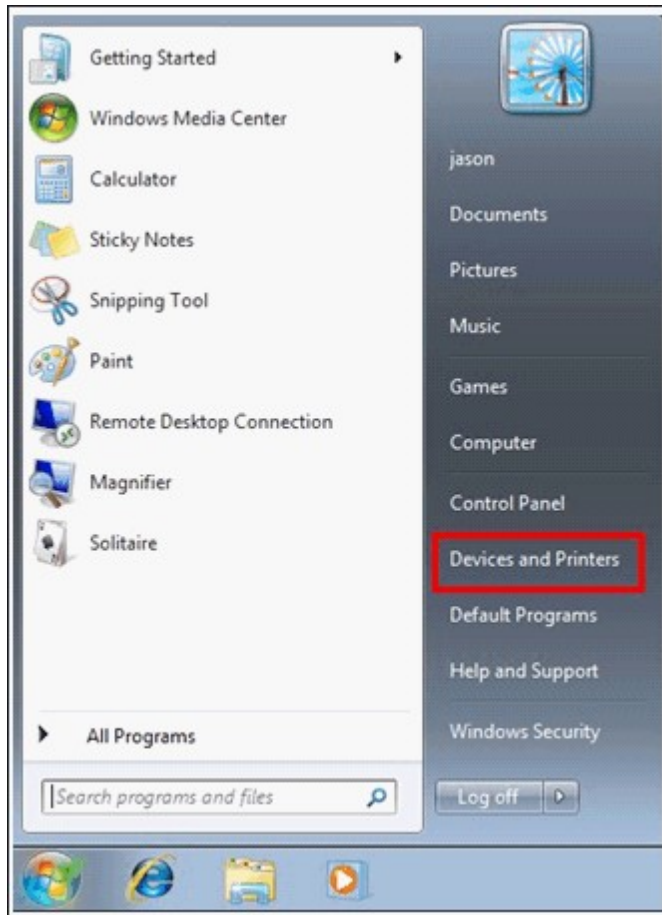 Getting Started
Windows Media Center
Calculator
Sticky Notes
Snipping Tool
Paint
Remote Desktop Connection
Magnifier
Solitaire
All Programs
Search programs and files
jason
Documents
Pictures
Music
Games
Computer
Control Panel
Devices and Printers
Default Programs
Help and Support
Windows Security
Log off